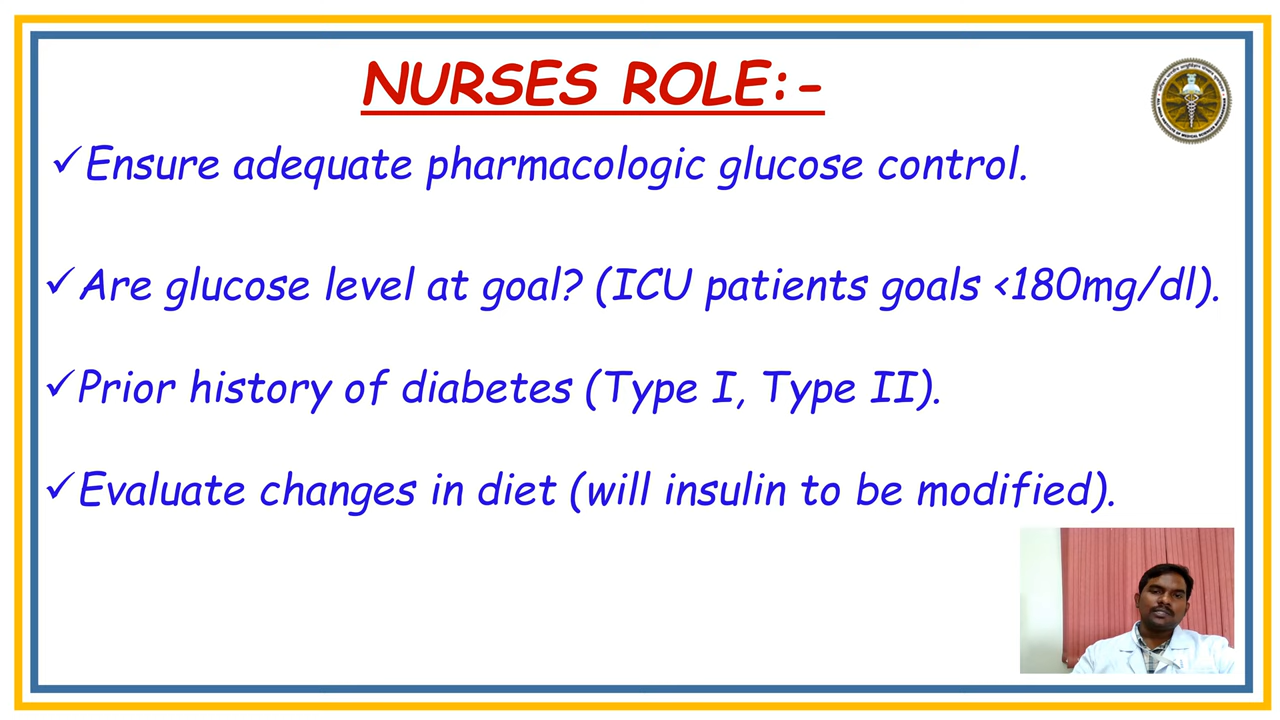 NURSES ROLE:-
✓Ensure adequate pharmacologic glucose control.
✓Are glucose level at goal? (ICU patients goals <180mg/dl).
✓Prior history of diabetes (Type I, Type II).
✓Evaluate changes in diet (will insulin to be modified).